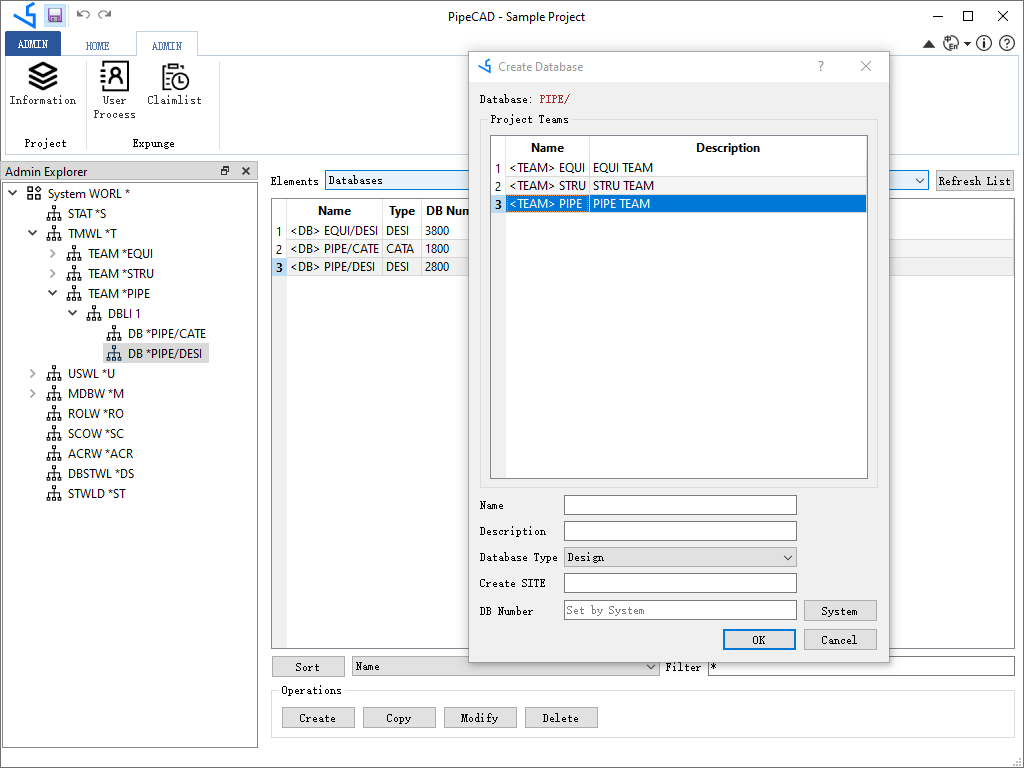 PipeCAD - Sample Project
ADMIN HOME ADMIN
En
Information User Process Claimlist
Project Expunge
Admin Explorer
System WORL *
STAT *S
TMWL *T
TEAM *EQUI
TEAM *STRU
TEAM *PIPE
DBLI 1
DB *PIPE/CATE
DB *PIPE/DESI
USWL *U
MDBW *M
ROLW *RO
SCOW *SC
ACRW *ACR
DBSTWL *DS
STWLD *ST
Elements Databases Refresh List
Name Type DB Num
1 <DB> EQUI/DESI DESI 3800
2 <DB> PIPE/CATE CATA 1800
3 <DB> PIPE/DESI DESI 2800
Sort Name Filter *
Operations
Create Copy Modify Delete
Create Database ?
Database: PIPE/
Project Teams
Name Description
1 <TEAM> EQUI EQUI TEAM
2 <TEAM> STRU STRU TEAM
3 <TEAM> PIPE PIPE TEAM
Name
Description
Database Type Design
Create SITE
DB Number Set by System System
OK Cancel